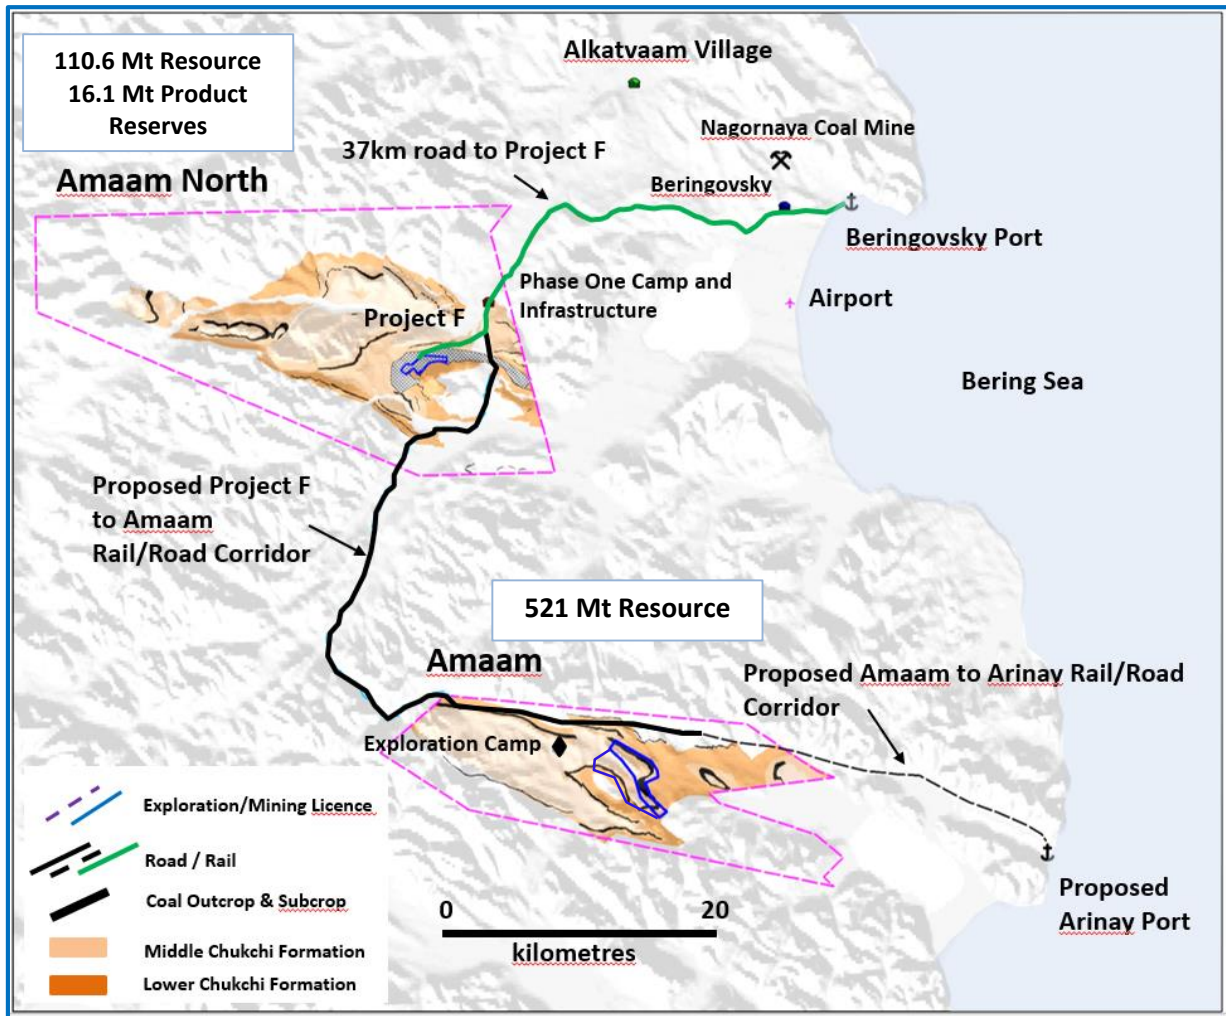 110.6 Mt Resource
16.1 Mt Product
Reserves
Alkatvaam Village
Nagornaya Coal Mine
37km road to Project F
Beringovsky
Amaam North
Beringovsky Port
Phase One Camp and
Infrastructure
Airport
Project F
Bering Sea
Proposed Project F
to Amaam
Rail/Road Corridor
521 Mt Resource
Amaam
Proposed Amaam to Arinay Rail/Road
Corridor
Exploration Camp
Exploration/Mining Licence
Road / Rail
Coal Outcrop & Subcrop
Middle Chukchi Formation
Lower Chukchi Formation
0 20
kilometres
Proposed
Arinay Port